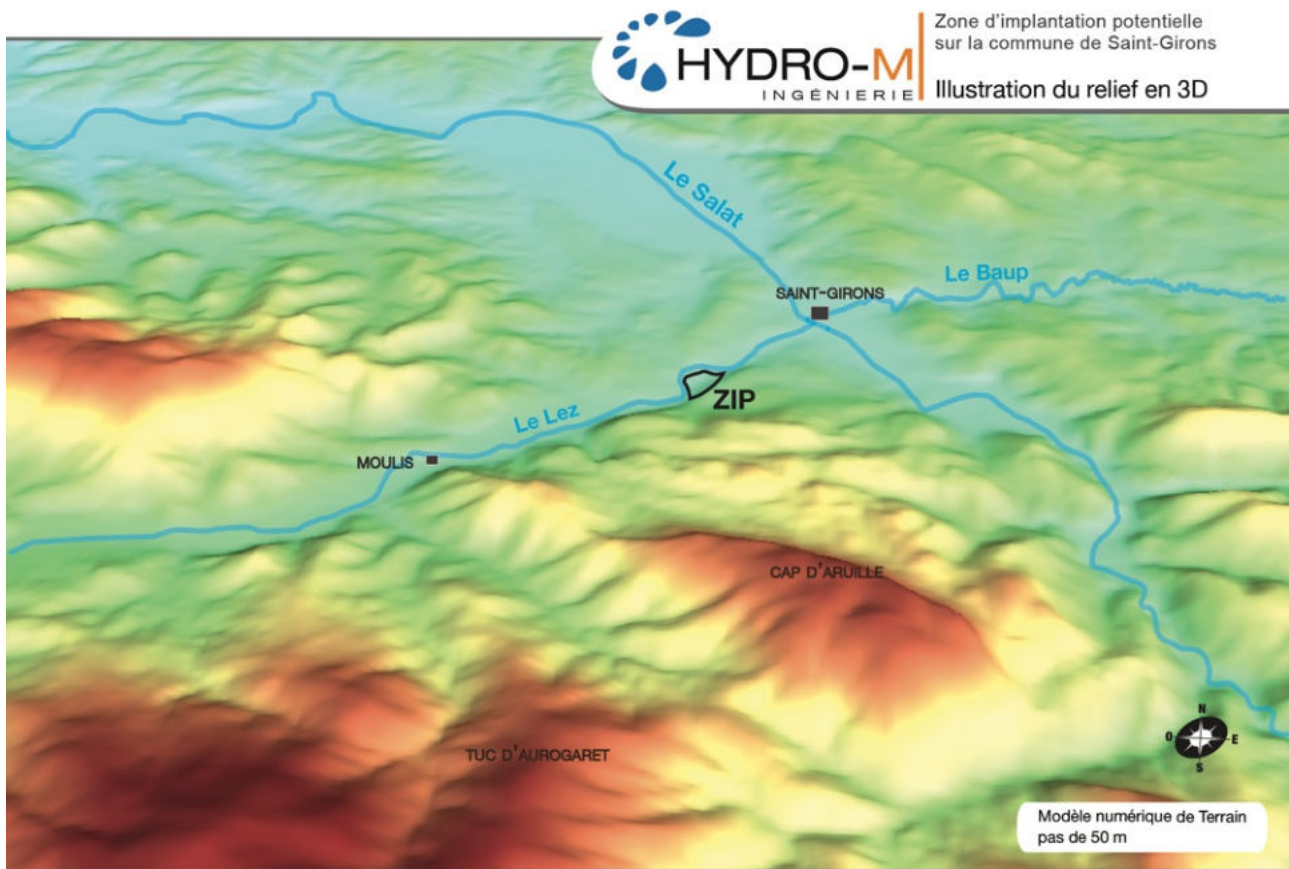 HYDRO-M
INGÉNIERIE
Zone d'implantation potentielle
sur la commune de Saint-Girons
Illustration du relief en 3D
Le Salat
Le Baup
SAINT-GIRONS
ZIP
Le Lez
MOULIS
CAP D'ARUILLE
TUC D'AUROGARET
N
O
E
S
Modèle numérique de Terrain
pas de 50 m